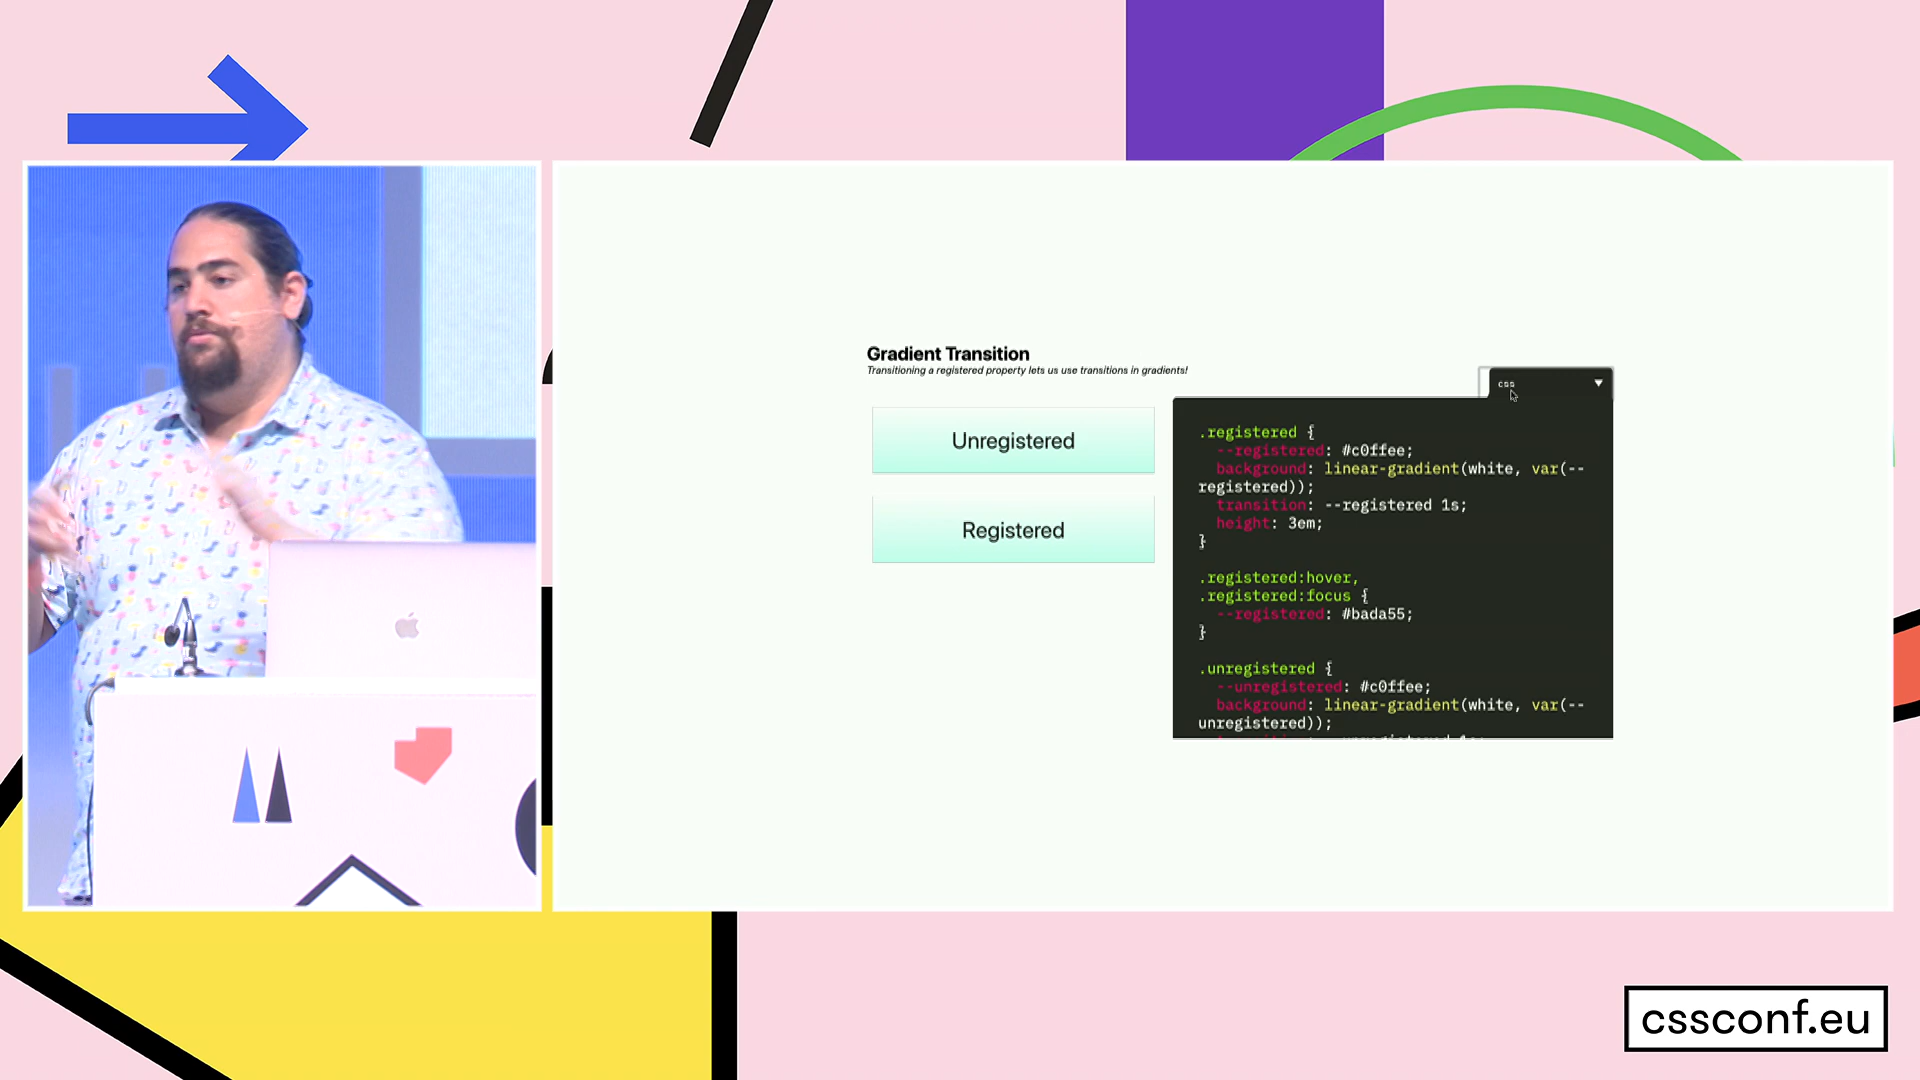 Gradient Transition
Transitioning a registered property lets us use transitions in gradients!
Unregistered
Registered
css
.registered {
--registered: #c0ffee;
background: linear-gradient(white, var(--
registered));
transition: --registered 1s;
height: 3em;
}
.registered:hover,
.registered:focus {
--registered: #bada55;
}
.unregistered {
--unregistered: #c0ffee;
background: linear-gradient(white, var(--
unregistered));
cssconf.eu